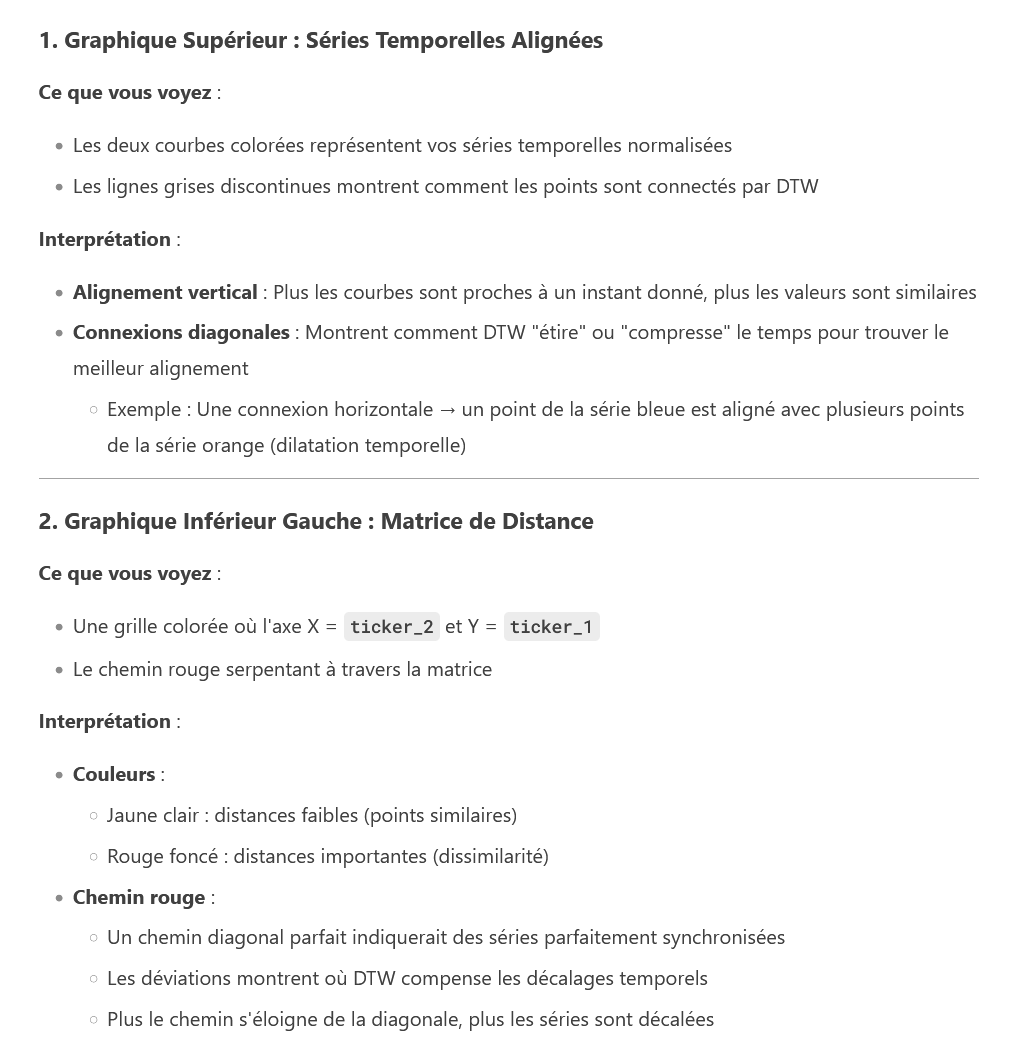 1. Graphique Supérieur : Séries Temporelles Alignées
Ce que vous voyez :
Les deux courbes colorées représentent vos séries temporelles normalisées
Les lignes grises discontinues montrent comment les points sont connectés par DTW
Interprétation :
Alignement vertical : Plus les courbes sont proches à un instant donné, plus les valeurs sont similaires
Connexions diagonales : Montrent comment DTW "étire" ou "compresse" le temps pour trouver le
meilleur alignement
Exemple : Une connexion horizontale → un point de la série bleue est aligné avec plusieurs points
de la série orange (dilatation temporelle)
2. Graphique Inférieur Gauche : Matrice de Distance
Ce que vous voyez :
Une grille colorée où l'axe X = ticker_2 et Y = ticker_1
Le chemin rouge serpentant à travers la matrice
Interprétation :
Couleurs :
Jaune clair : distances faibles (points similaires)
Rouge foncé : distances importantes (dissimilarité)
Chemin rouge :
Un chemin diagonal parfait indiquerait des séries parfaitement synchronisées
Les déviations montrent où DTW compense les décalages temporels
Plus le chemin s'éloigne de la diagonale, plus les séries sont décalées